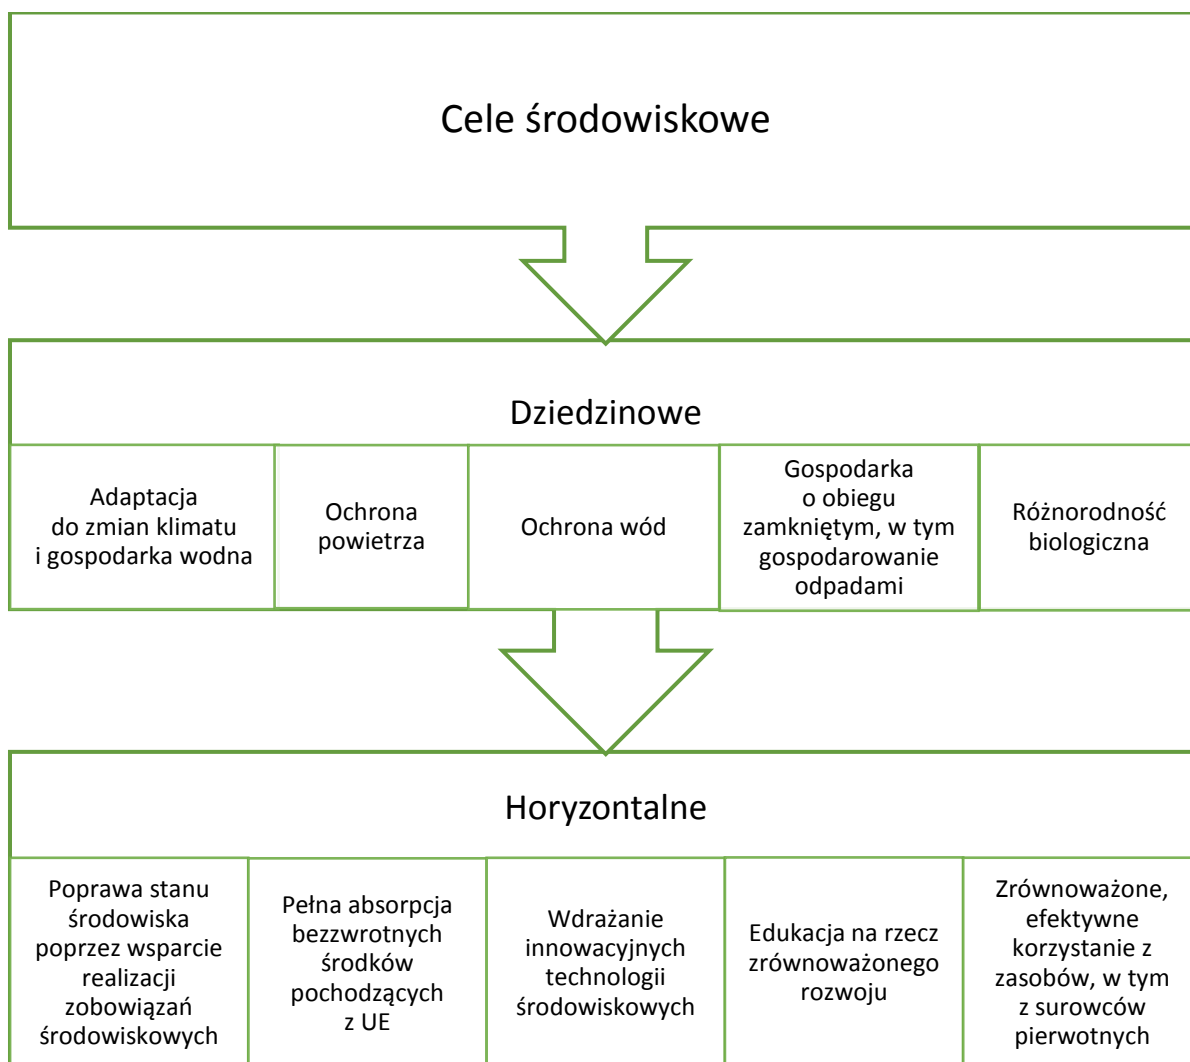 Cele środowiskowe
Dziedzinowe
Adaptacja
do zmian klimatu
i gospodarka wodna
Ochrona
powietrza
Ochrona wód
Gospodarka
o obiegu
zamkniętym, w tym
gospodarowanie
odpadami
Różnorodność
biologiczna
Horyzontalne
Poprawa stanu
środowiska
poprzez wsparcie
realizacji
zobowiązań
środowiskowych
Pełna absorpcja
bezzwrotnych
środków
pochodzących
z UE
Wdrażanie
innowacyjnych
technologii
środowiskowych
Edukacja na rzecz
zrównoważonego
rozwoju
Zrównoważone,
efektywne
korzystanie z
zasobów, w tym
z surowców
pierwotnych